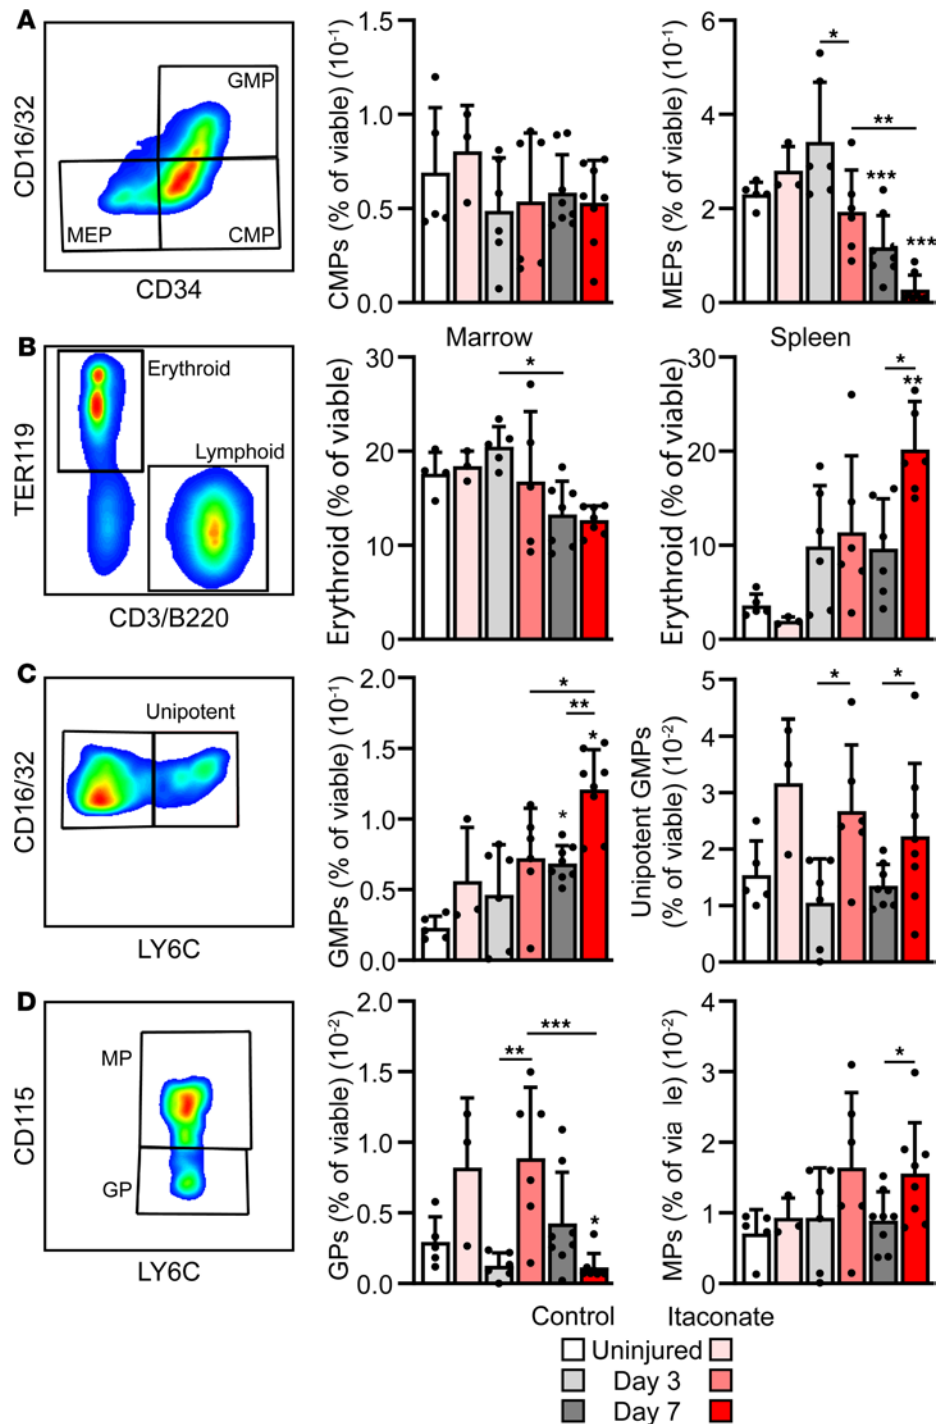 A
CD16/32
GMP
MEP
CMP
CD34
CMPs (% of viable) (10⁻¹)
1.5
1.0
0.5
0.0
MEPs (% of viable) (10⁻¹)
6
4
2
0
*
**
***
***
B
TER119
Erythroid
Lymphoid
CD3/B220
Marrow
Erythroid (% of viable)
30
20
10
0
*
Spleen
Erythroid (% of viable)
30
20
10
0
*
**
C
CD16/32
Unipotent
LY6C
GMPs (% of viable) (10⁻¹)
2.0
1.5
1.0
0.5
0.0
*
**
*
*
Unipotent GMPs
(% of viable) (10⁻²)
5
4
3
2
1
0
*
*
D
CD115
MP
GP
LY6C
GPs (% of viable) (10⁻²)
2.0
1.5
1.0
0.5
0.0
***
**
*
MPs (% of via le) (10⁻²)
4
3
2
1
0
*
Control Itaconate
Uninjured
Day 3
Day 7